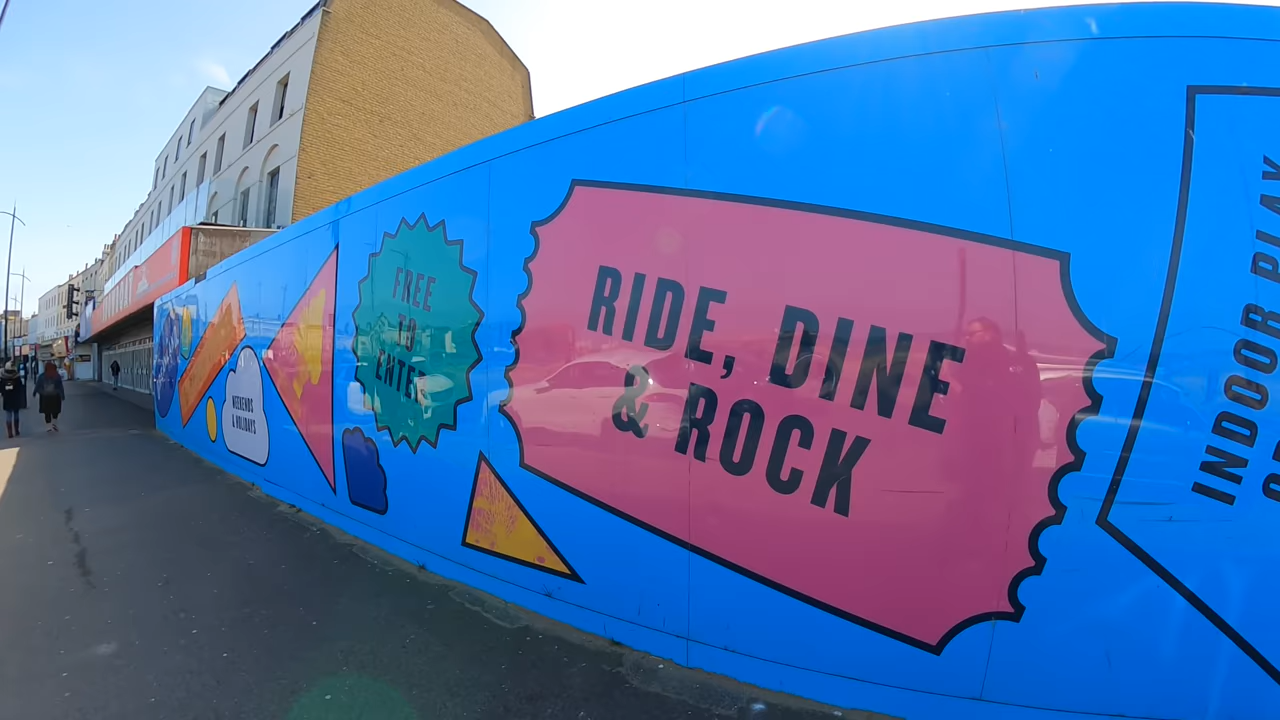 WEEKENDS
& HOLIDAYS
FREE
TO
ENTER
RIDE, DINE
& ROCK
INDOOR PLAY